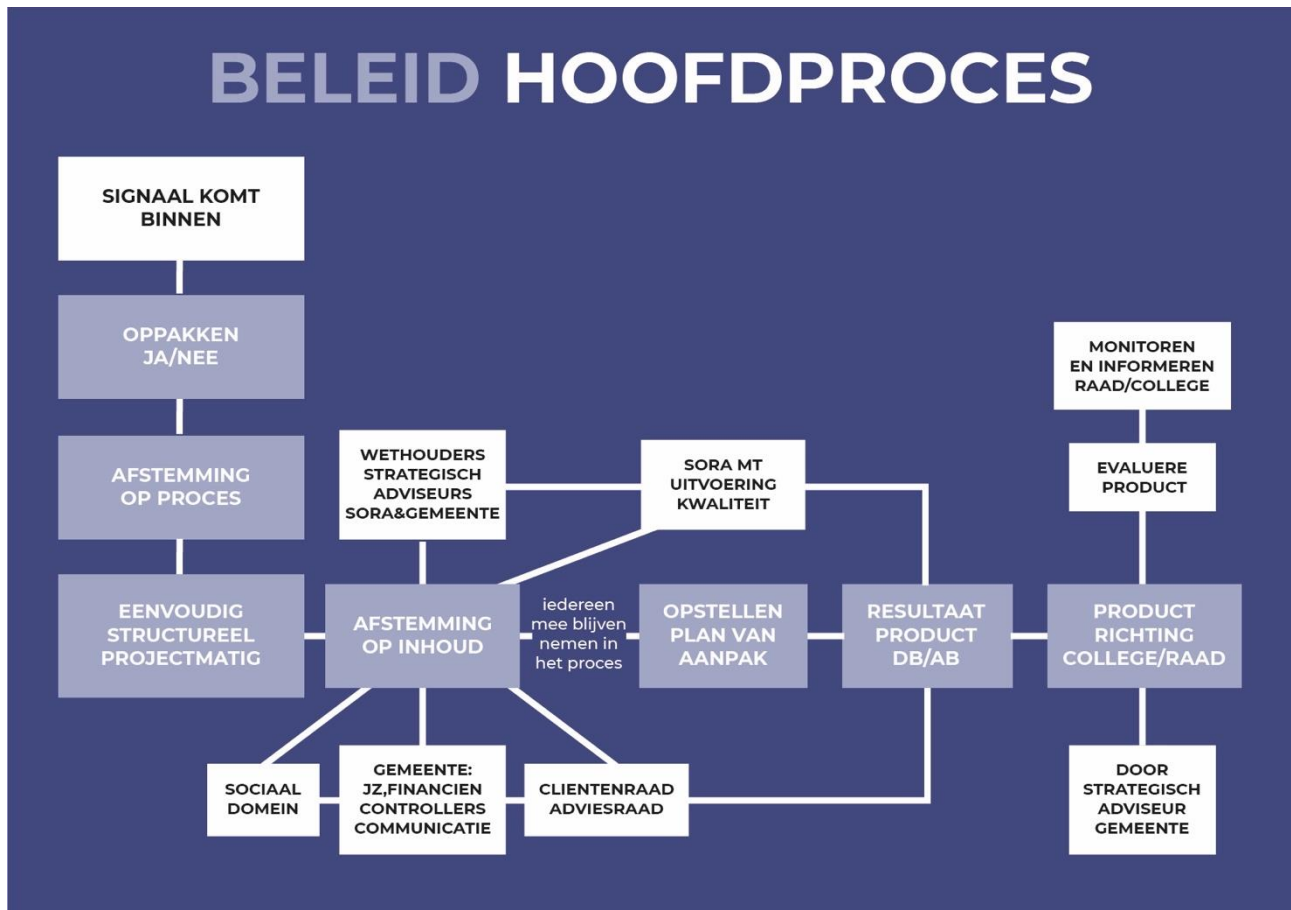 BELEID HOOFDPROCES
SIGNAAL KOMT
BINNEN
OPPAKKEN
JA/NEE
AFSTEMMING
OP PROCES
EENVOUDIG
STRUCTUREEL
PROJECTMATIG
WETHOUDERS
STRATEGISCH
ADVISEURS
SORA&GEMEENTE
SORA MT
UITVOERING
KWALITEIT
AFSTEMMING
OP INHOUD
iedereen
mee blijven
nemen in
het proces
OPSTELLEN
PLAN VAN
AANPAK
RESULTAAT
PRODUCT
DB/AB
PRODUCT
RICHTING
COLLEGE/RAAD
MONITOREN
EN INFORMEREN
RAAD/COLLEGE
EVALUERE
PRODUCT
SOCIAAL
DOMEIN
GEMEENTE:
JZ,FINANCIEN
CONTROLLERS
COMMUNICATIE
CLIENTENRAAD
ADVIESRAAD
DOOR
STRATEGISCH
ADVISEUR
GEMEENTE